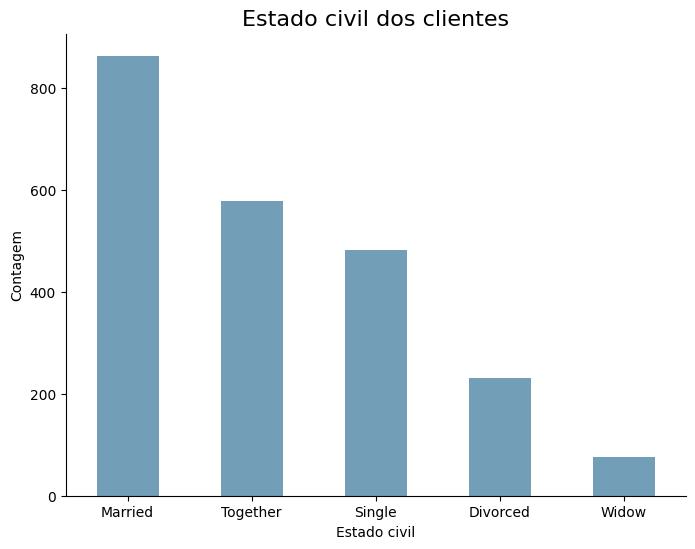 Estado civil dos clientes
Contagem
800
600
400
200
0
Married Together Single Divorced Widow
Estado civil